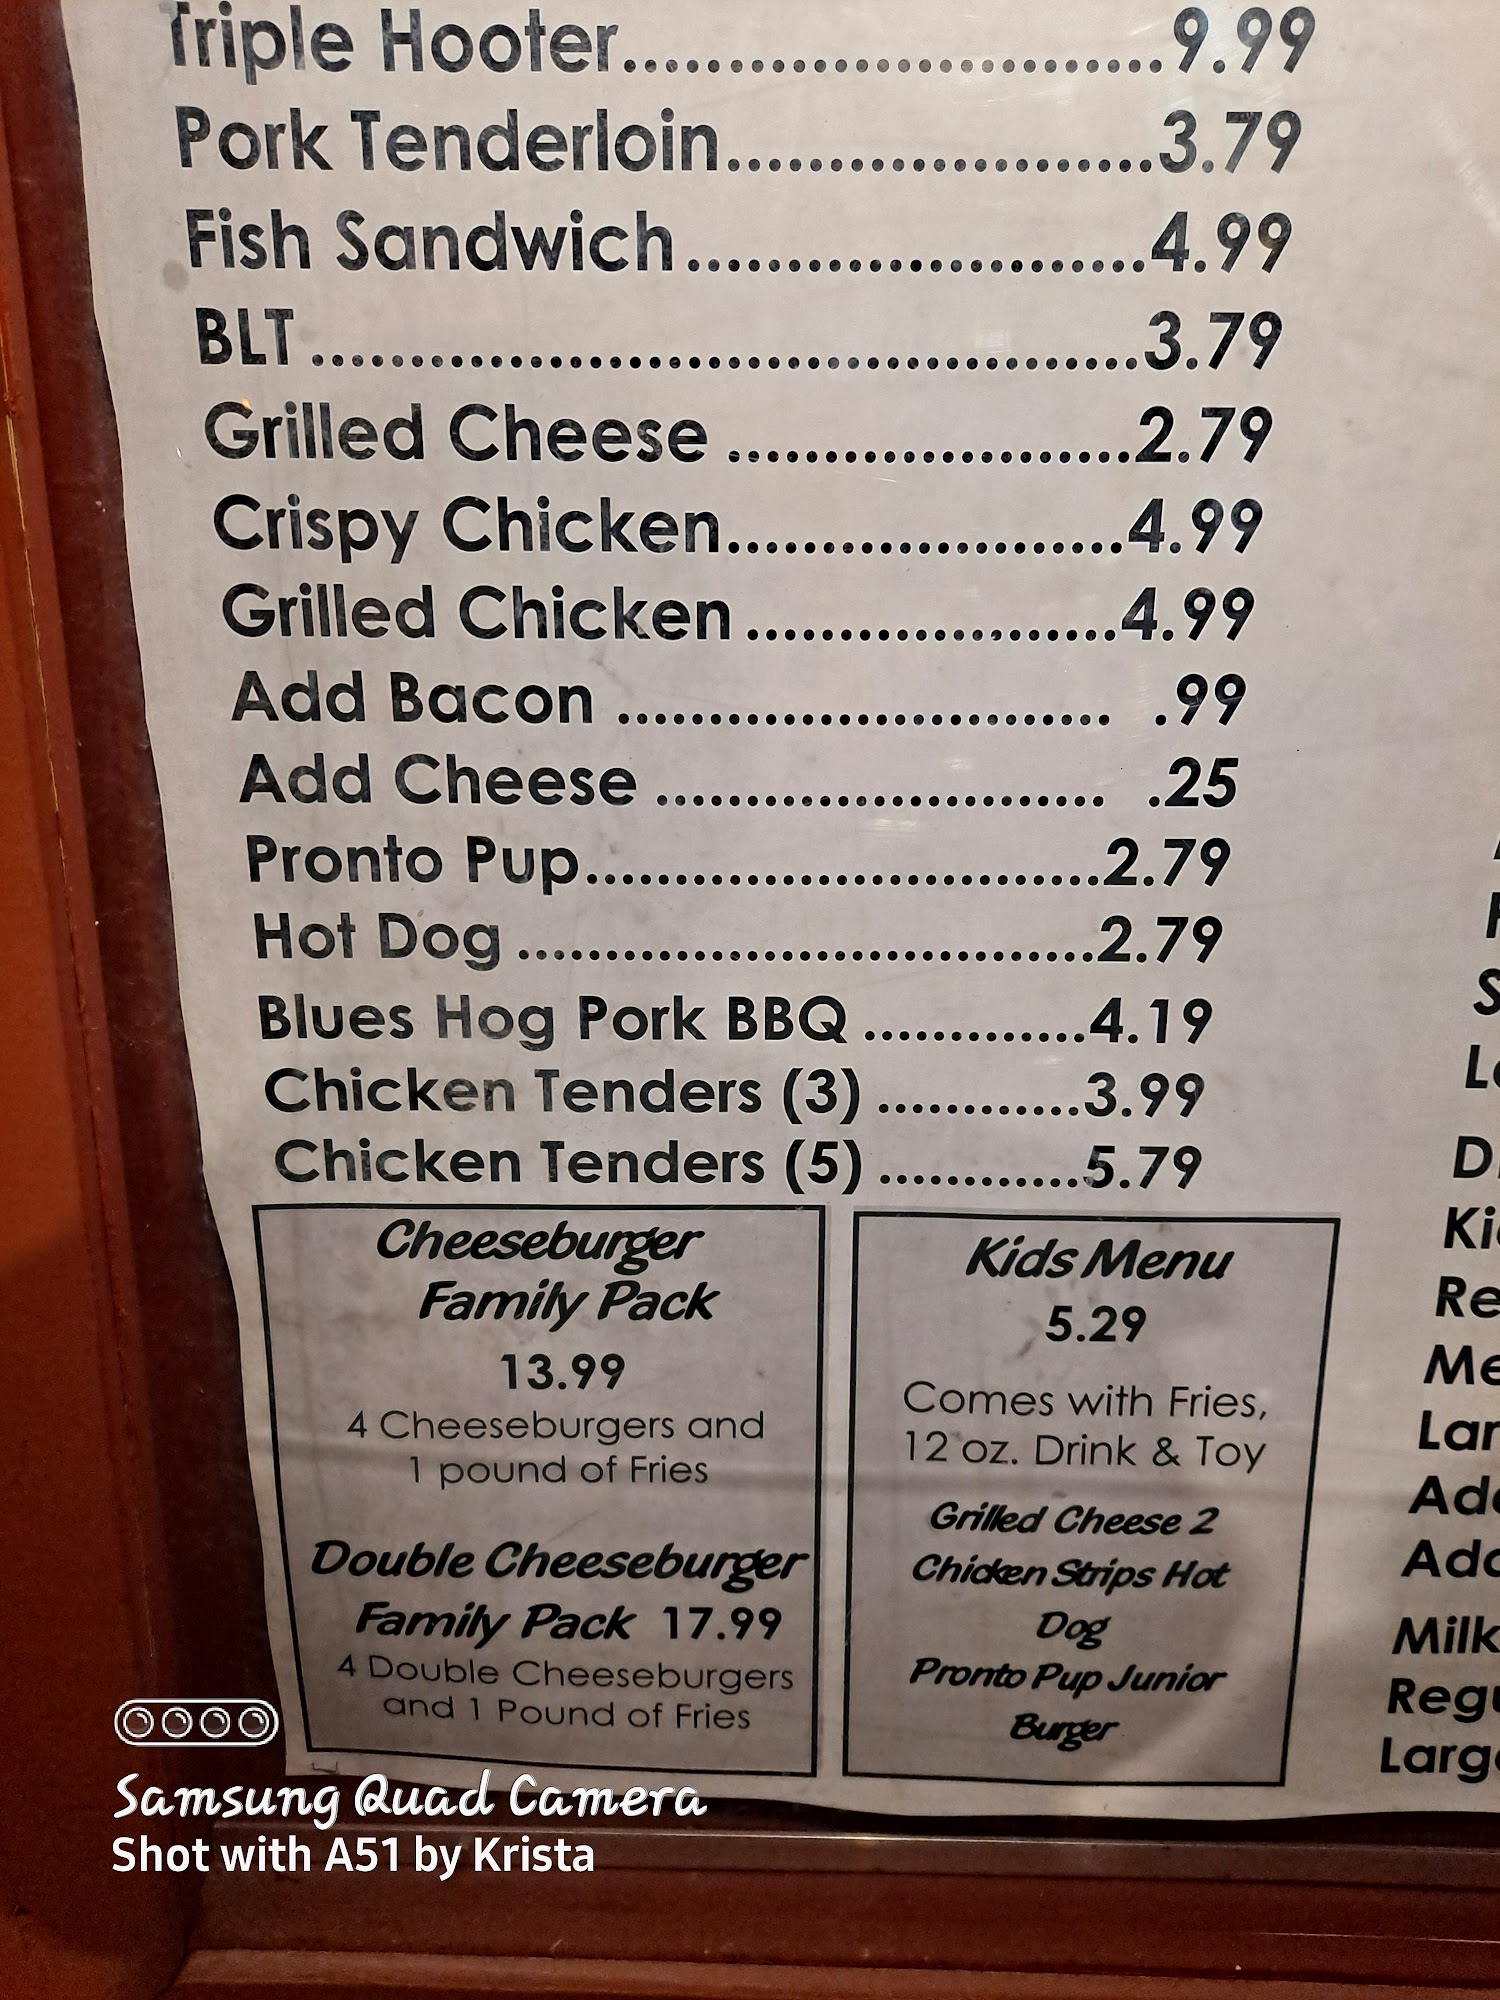 Triple Hooter...........................9.99
Pork Tenderloin.....................3.79
Fish Sandwich.......................4.99
BLT..........................................3.79
Grilled Cheese .....................2.79
Crispy Chicken.....................4.99
Grilled Chicken....................4.99
Add Bacon ........................... .99
Add Cheese ......................... .25
Pronto Pup.............................2.79
Hot Dog ................................2.79
Blues Hog Pork BBQ .............4.19
Chicken Tenders (3) ............3.99
Chicken Tenders (5) ............5.79
Cheeseburger
Family Pack
13.99
4 Cheeseburgers and
1 pound of Fries
Double Cheeseburger
Family Pack 17.99
4 Double Cheeseburgers
and 1 Pound of Fries
Kids Menu
5.29
Comes with Fries,
12 oz. Drink & Toy
Grilled Cheese 2
Chicken Strips Hot
Dog
Pronto Pup Junior
Burger
Milk
Samsung Quad Camera
Shot with A51 by Krista